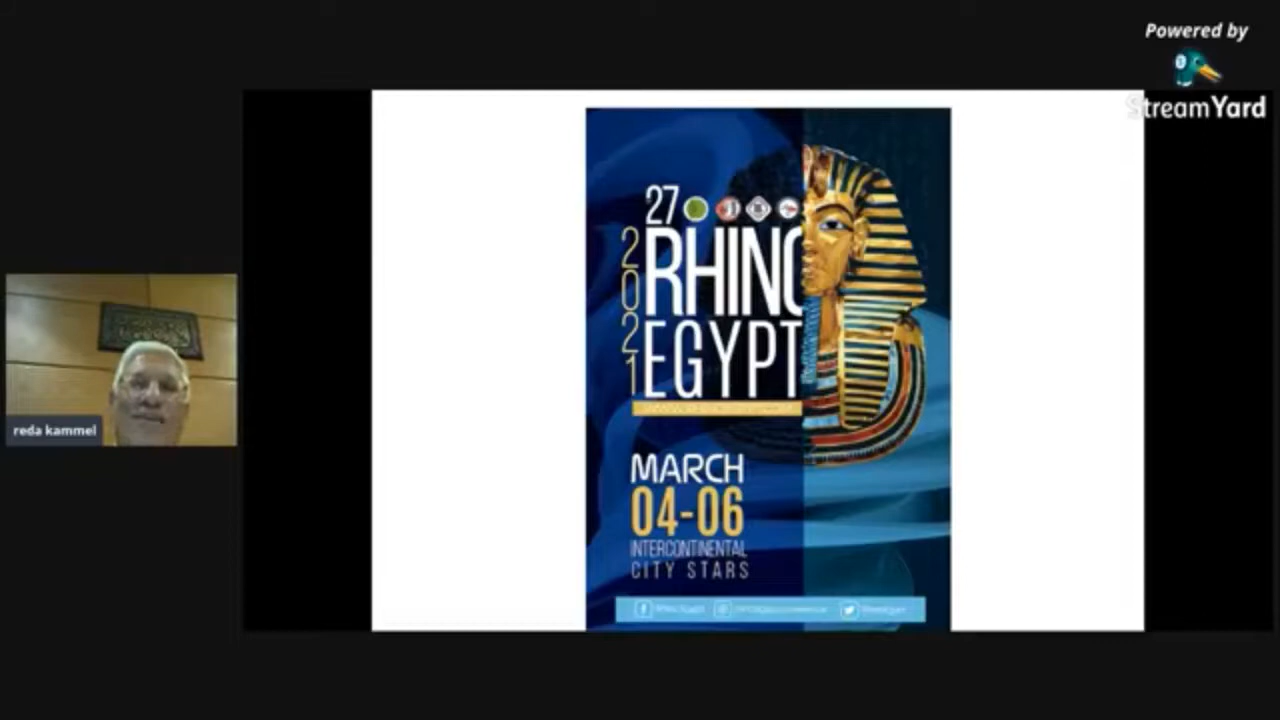 Powered by
StreamYard
27
2021
RHINO
EGYPT
MARCH
04-06
INTERCONTINENTAL
CITY STARS
reda kammel